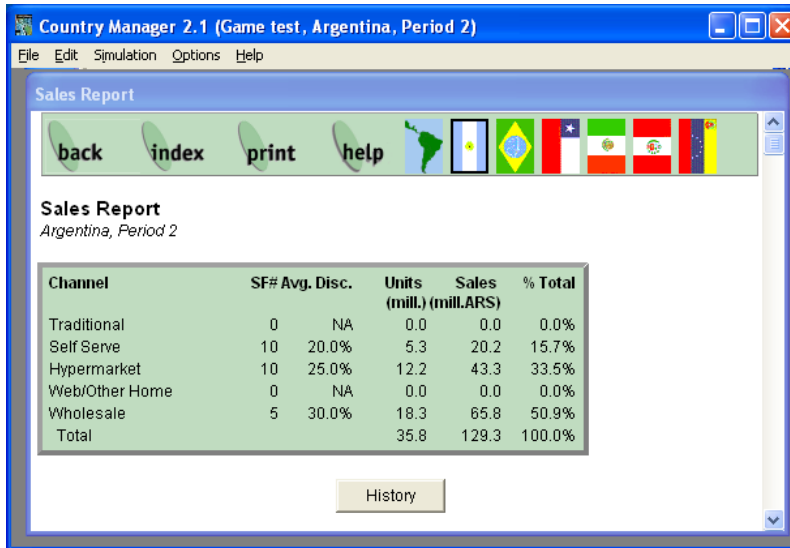 Country Manager 2.1 (Game test, Argentina, Period 2)
File Edit Simulation Options Help
Sales Report
back index print help
Sales Report
Argentina, Period 2
Channel SF# Avg. Disc. Units Sales % Total
(mill.) (mill.ARS)
Traditional 0 NA 0.0 0.0 0.0%
Self Serve 10 20.0% 5.3 20.2 15.7%
Hypermarket 10 25.0% 12.2 43.3 33.5%
Web/Other Home 0 NA 0.0 0.0 0.0%
Wholesale 5 30.0% 18.3 65.8 50.9%
Total 35.8 129.3 100.0%
History